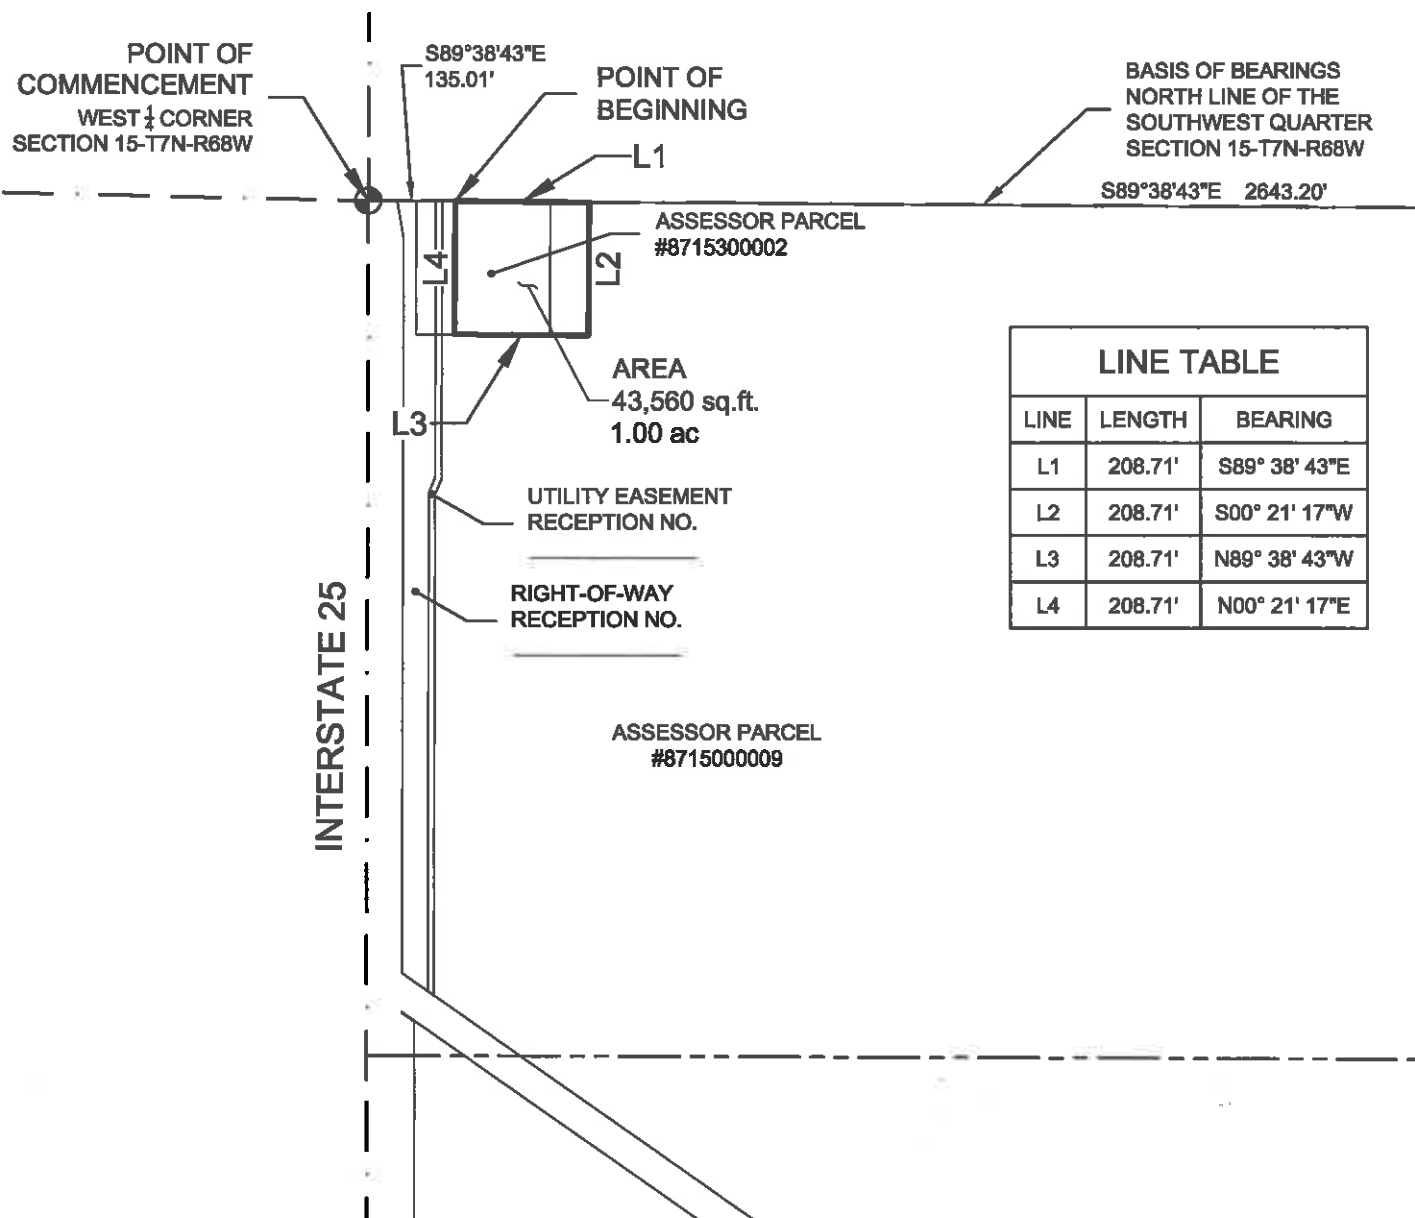 POINT OF
COMMENCEMENT
WEST 1/4 CORNER
SECTION 15-T7N-R68W
S89°38'43"E
135.01'
POINT OF
BEGINNING
L1
BASIS OF BEARINGS
NORTH LINE OF THE
SOUTHWEST QUARTER
SECTION 15-T7N-R68W
S89°38'43"E 2643.20'
ASSESSOR PARCEL
#8715300002
L4
L2
AREA
43,560 sq.ft.
1.00 ac
L3
UTILITY EASEMENT
RECEPTION NO.
RIGHT-OF-WAY
RECEPTION NO.
INTERSTATE 25
ASSESSOR PARCEL
#8715000009
LINE TABLE
LINE LENGTH BEARING
L1 208.71' S89° 38' 43"E
L2 208.71' S00° 21' 17"W
L3 208.71' N89° 38' 43"W
L4 208.71' N00° 21' 17"E